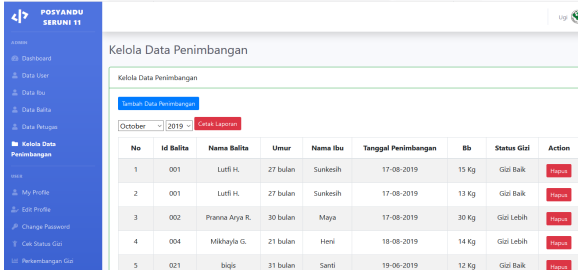 POSYANDU
SERUNI 11
Ugi
ADMIN
Dashboard
Data User
Data Ibu
Data Balita
Data Petugas
Kelola Data
Penimbangan
USER
My Profile
Edit Profile
Change Password
Cek Status Gizi
Perkembangan Gizi
Kelola Data Penimbangan
Kelola Data Penimbangan
Tambah Data Penimbangan
October 2019 Cetak Laporan
No Id Balita Nama Balita Umur Nama Ibu Tanggal Penimbangan Bb Status Gizi Action
1 001 Lutfi H. 27 bulan Sunkesih 17-08-2019 15 Kg Gizi Baik Hapus
2 001 Lutfi H. 27 bulan Sunkesih 17-08-2019 13 Kg Gizi Baik Hapus
3 002 Pranna Arya R. 30 bulan Maya 17-08-2019 30 Kg Gizi Lebih Hapus
4 004 Mikhayla G. 21 bulan Heni 18-08-2019 14 Kg Gizi Lebih Hapus
5 021 biqis 31 bulan Santi 19-06-2019 12 Kg Gizi Baik Hapus